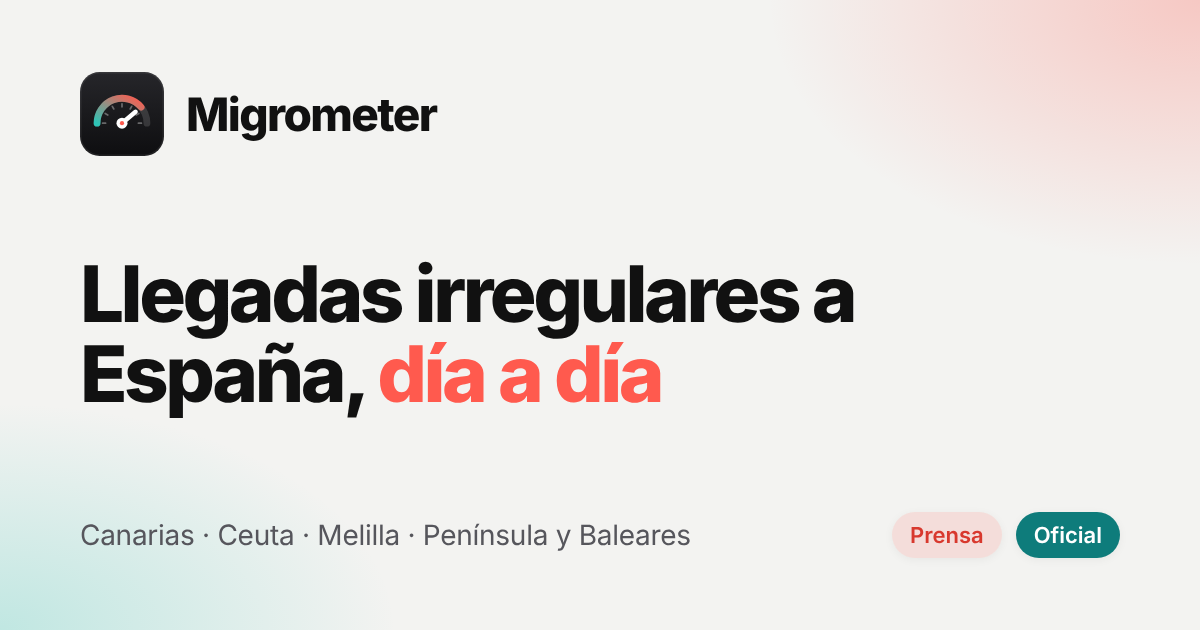 Migrometer
Llegadas irregulares a
España, día a día
Canarias · Ceuta · Melilla · Península y Baleares
Prensa
Oficial